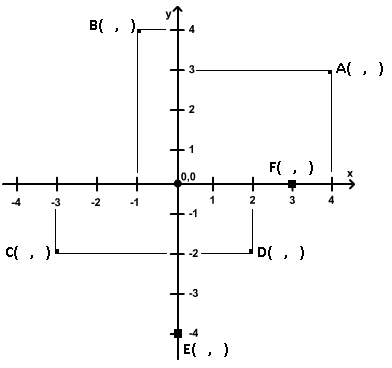 y
B( , )
4
3
A( , )
2
1
F( , )
0,0
x
-4 -3 -2 -1 1 2 3 4
-1
C( , )
-2
D( , )
-3
-4
E( , )